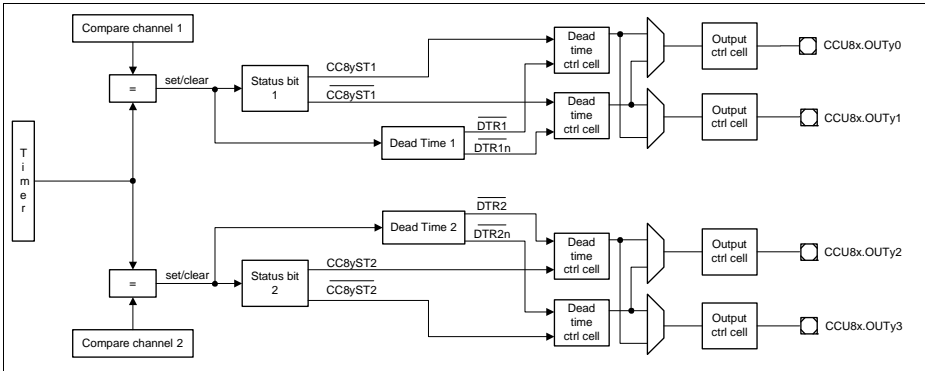 Compare channel 1
=
set/clear
Status bit
1
CC8yST1
CC8yST1
Dead Time 1
DTR1
DTR1n
Dead
time
ctrl cell
Dead
time
ctrl cell
Output
ctrl cell
CCU8x.OUTy0
Output
ctrl cell
CCU8x.OUTy1
T
i
m
e
r
Dead Time 2
DTR2
DTR2n
=
set/clear
Status bit
2
CC8yST2
CC8yST2
Dead
time
ctrl cell
Dead
time
ctrl cell
Output
ctrl cell
CCU8x.OUTy2
Output
ctrl cell
CCU8x.OUTy3
Compare channel 2